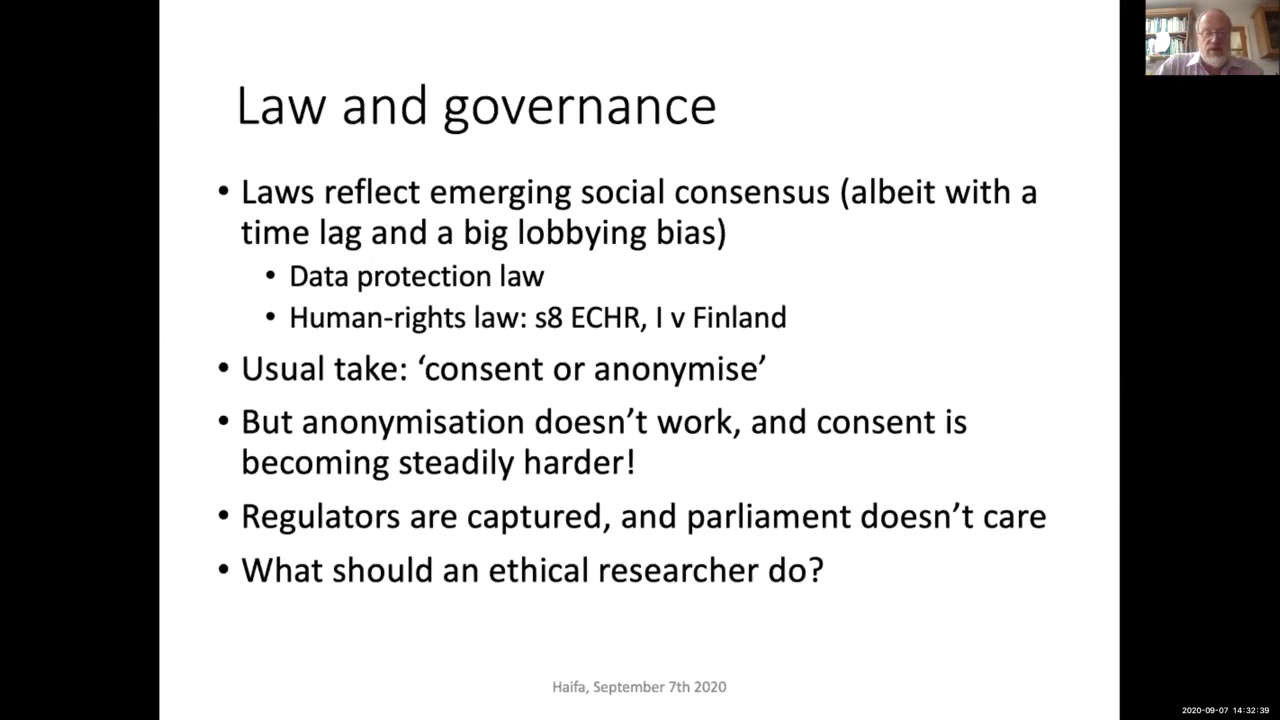 Law and governance
• Laws reflect emerging social consensus (albeit with a
time lag and a big lobbying bias)
• Data protection law
• Human-rights law: s8 ECHR, I v Finland
• Usual take: ‘consent or anonymise’
• But anonymisation doesn’t work, and consent is
becoming steadily harder!
• Regulators are captured, and parliament doesn’t care
• What should an ethical researcher do?
Haifa, September 7th 2020
2020-09-07 14:32:39